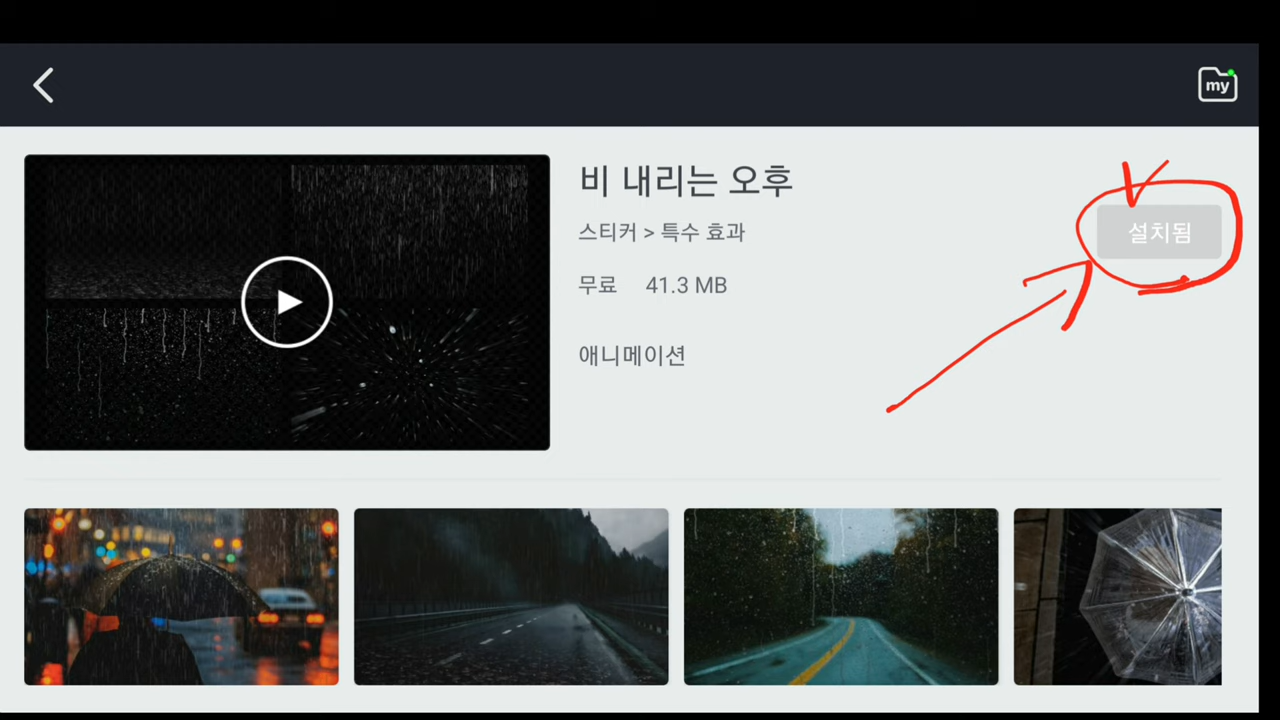 my
비 내리는 오후
스티커 > 특수 효과
설치됨
무료 41.3 MB
애니메이션